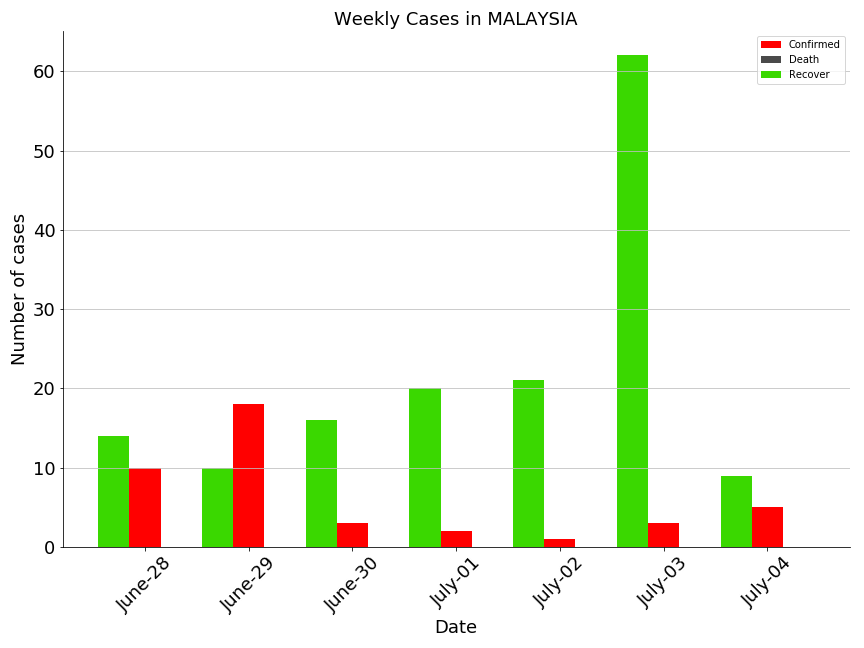 Weekly Cases in MALAYSIA
Confirmed
Death
Recover
Number of cases
60
50
40
30
20
10
0
June-28
June-29
June-30
July-01
July-02
July-03
July-04
Date